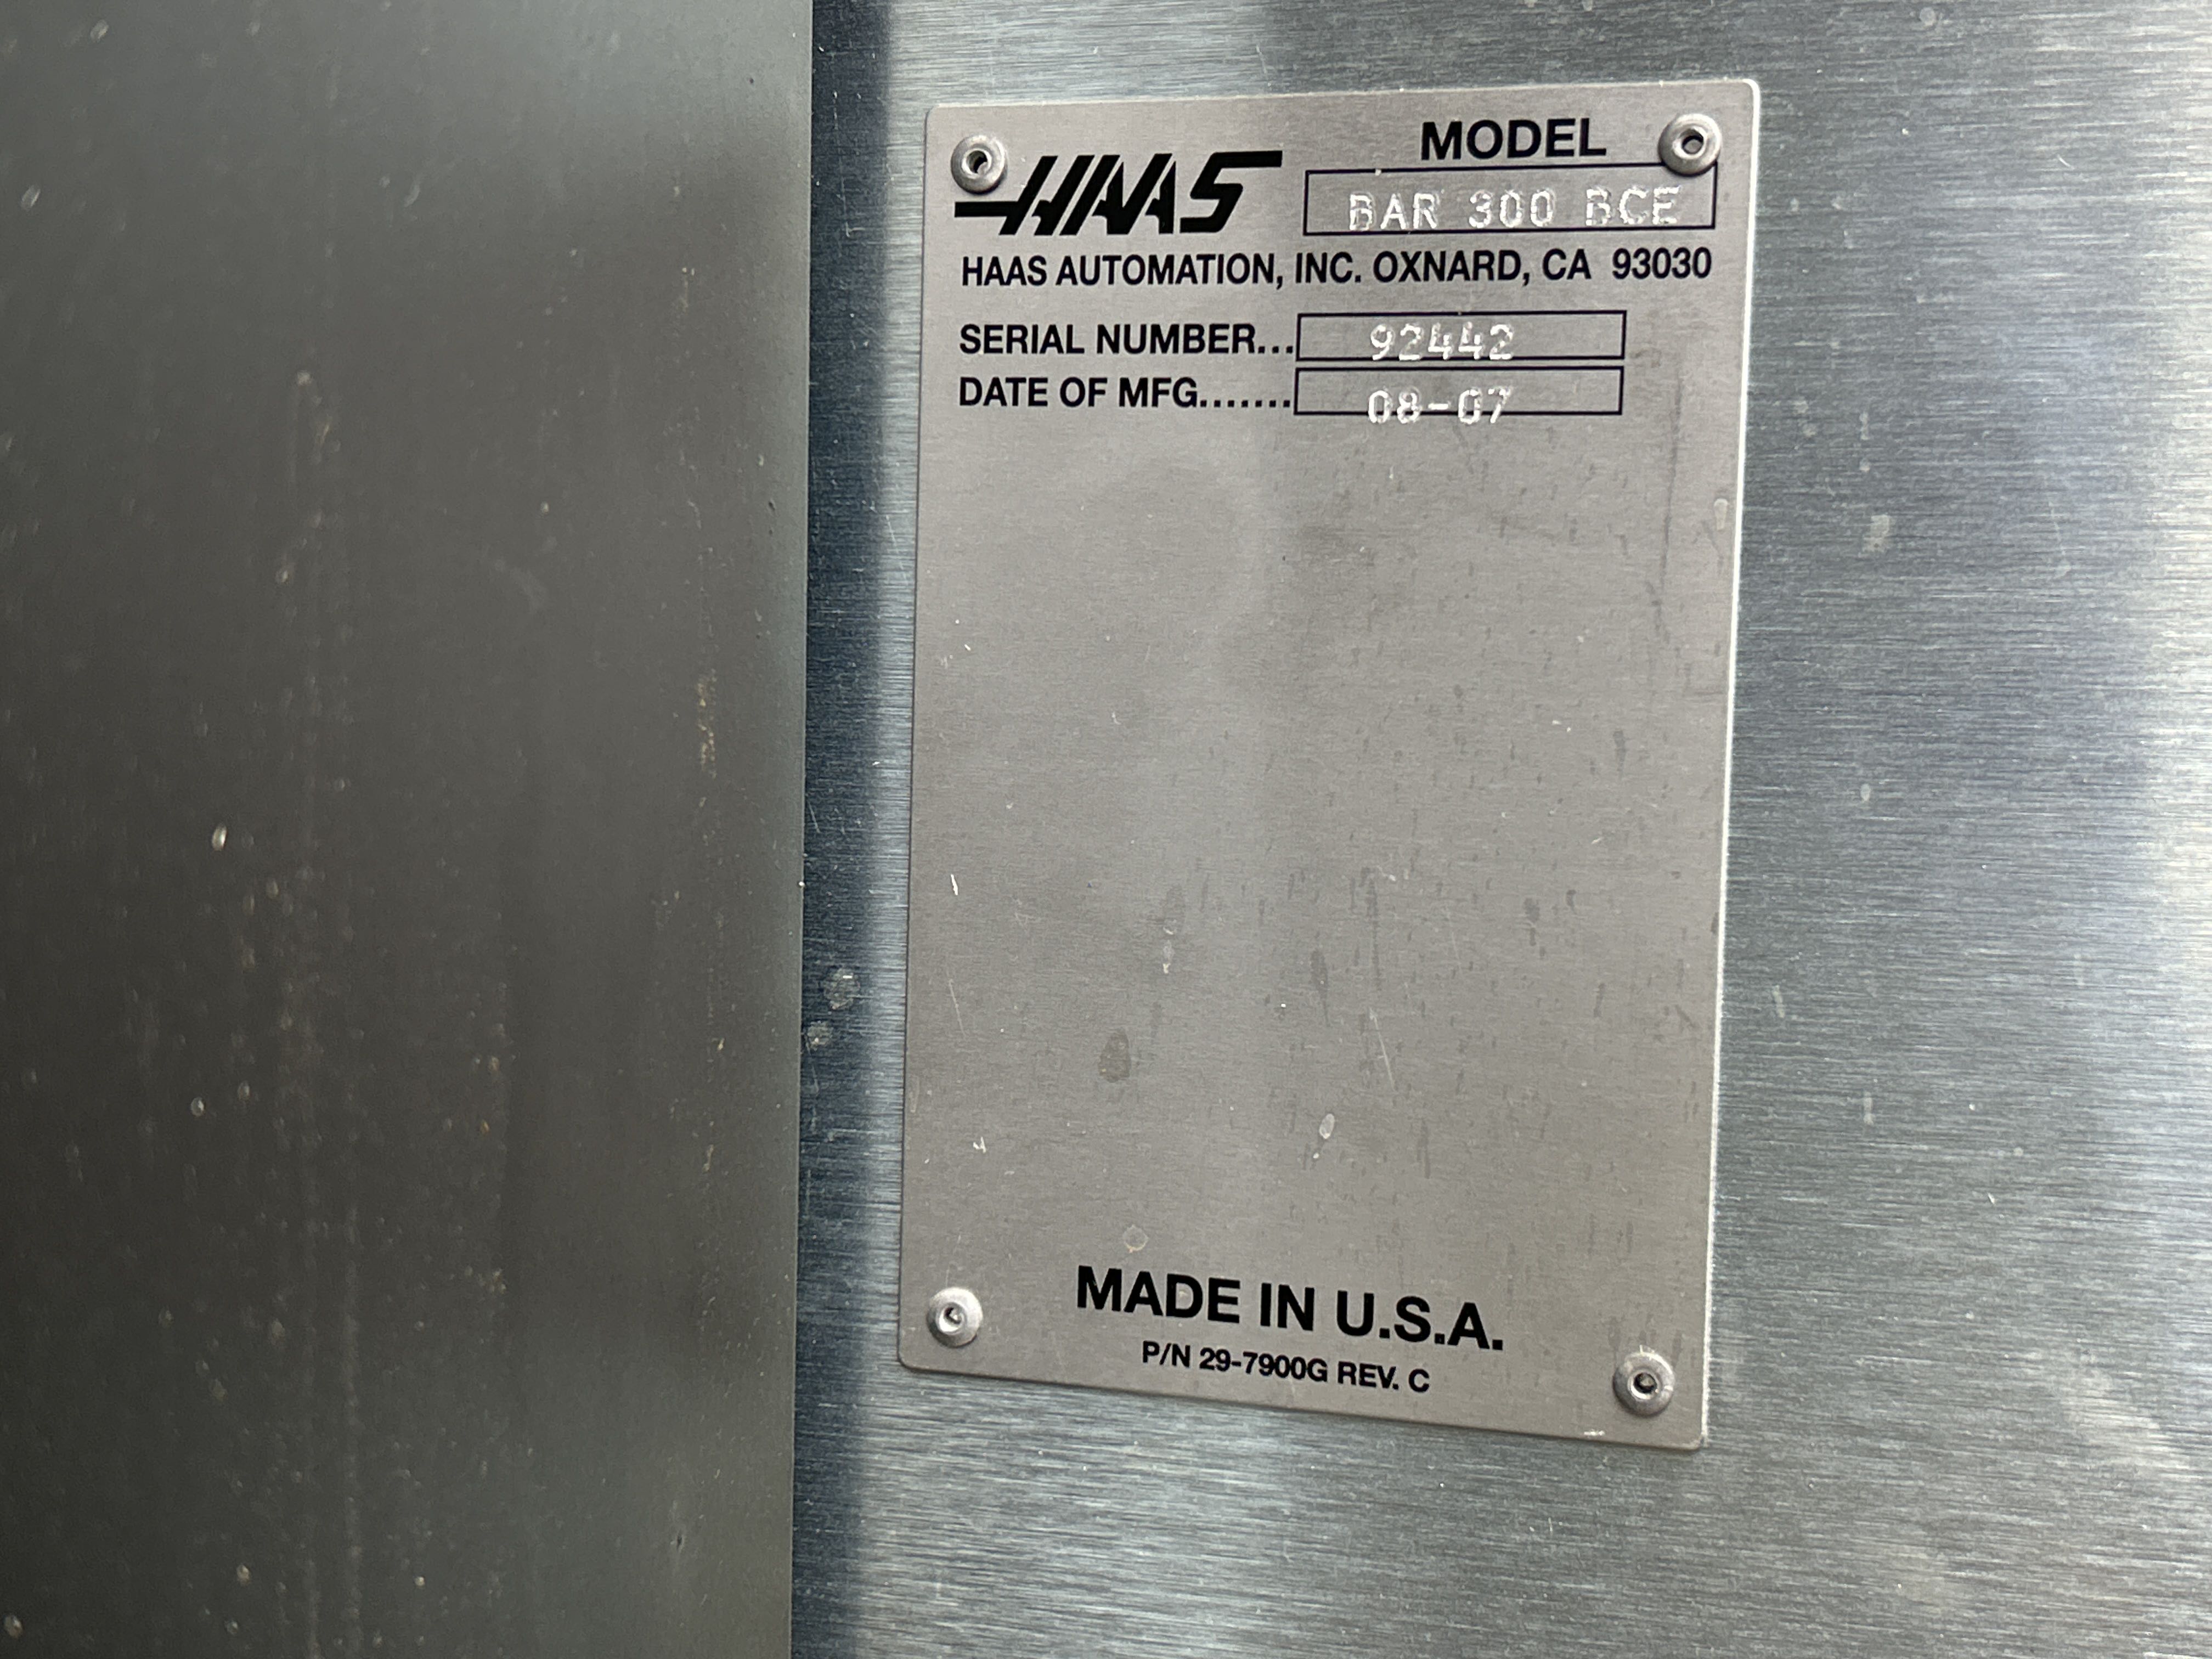 HAAS
MODEL
BAR 300 BCE
HAAS AUTOMATION, INC. OXNARD, CA 93030
SERIAL NUMBER... 92442
DATE OF MFG....... 08-07
MADE IN U.S.A.
P/N 29-7900G REV. C